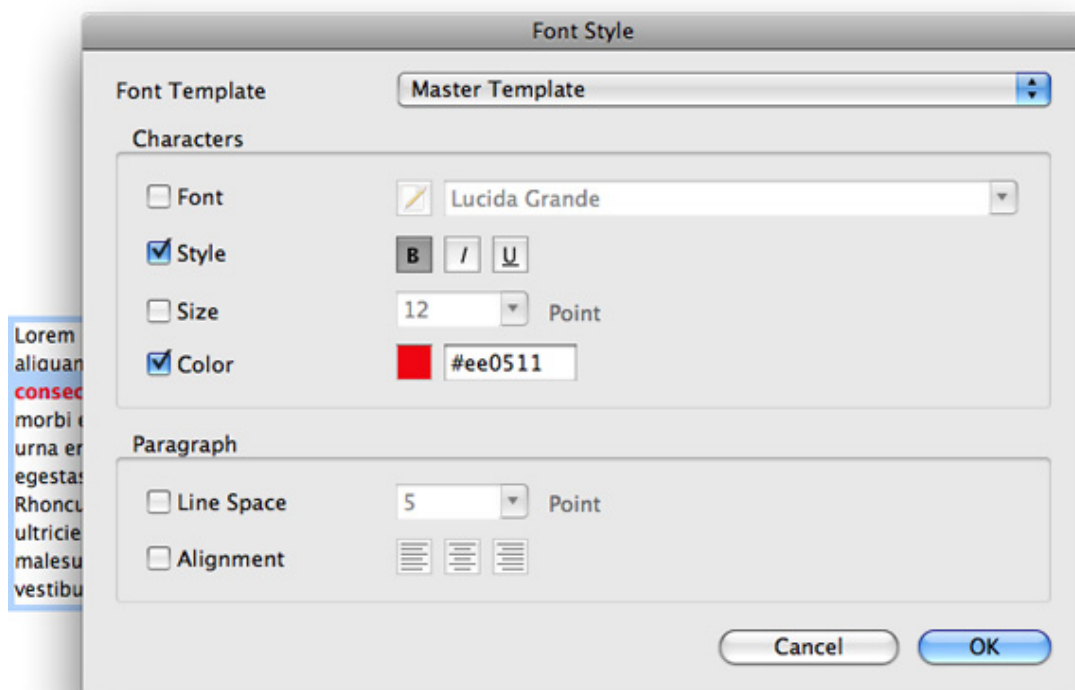 Font Style
Font Template Master Template
Characters
Font Lucida Grande
Style B I U
Size 12 Point
Color #ee0511
Paragraph
Line Space 5 Point
Alignment
Cancel OK
Lorem
aliquam
consec
morbi e
urna er
egestas
Rhoncu
ultricie
malesu
vestibu